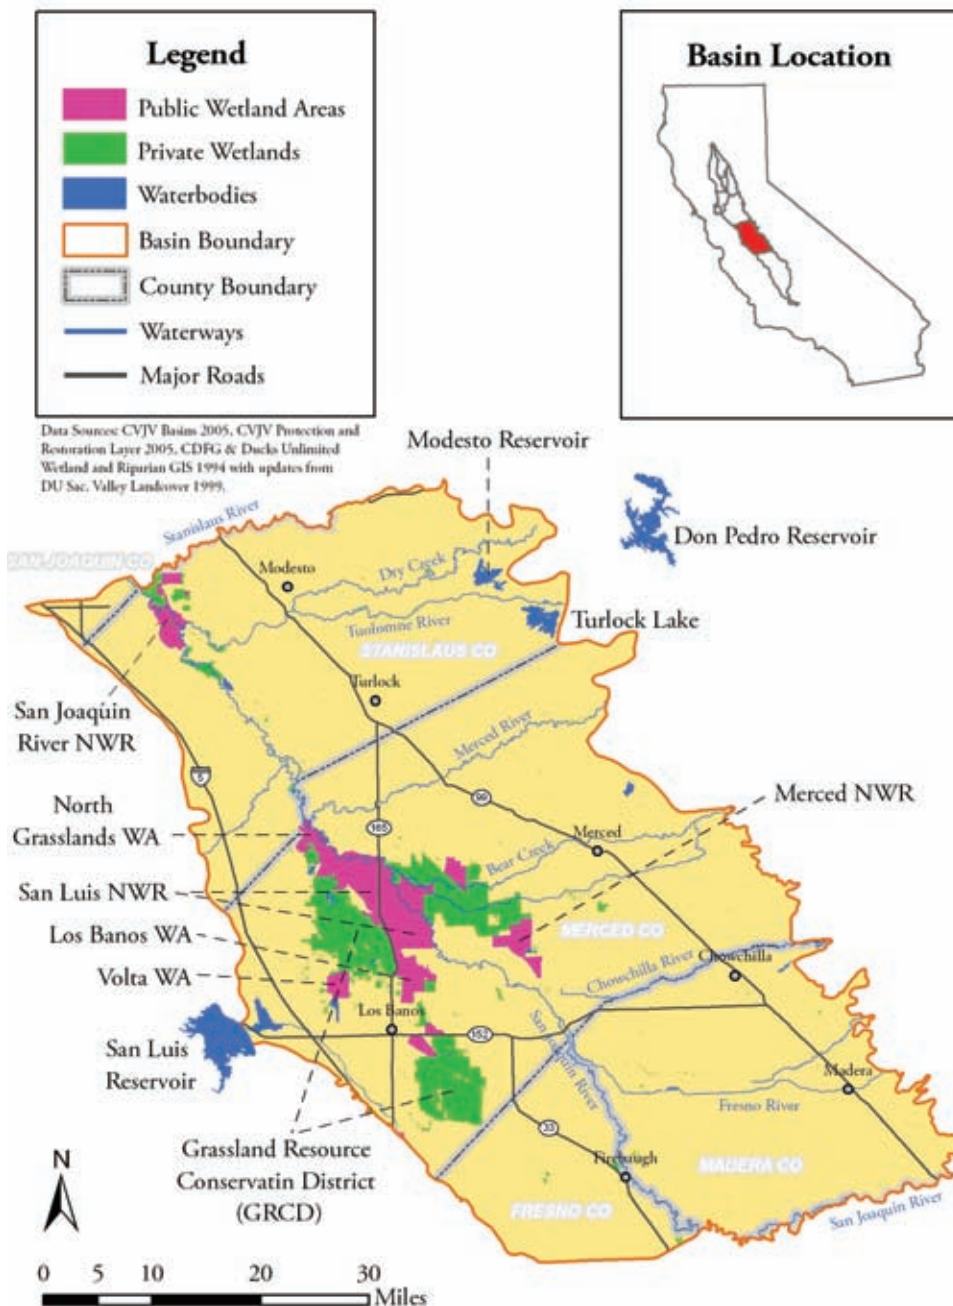 Legend
Public Wetland Areas
Private Wetlands
Waterbodies
Basin Boundary
County Boundary
Waterways
Major Roads
Basin Location
Data Sources: CVJV Basins 2005, CVJV Protection and
Restoration Layer 2005, CDFG & Ducks Unlimited
Wetland and Riparian GIS 1994 with updates from
DU Sac. Valley Landcover 1999.
Modesto Reservoir
Don Pedro Reservoir
Stanislaus River
SAN JOAQUIN CO
Modesto
Dry Creek
Tuolomne River
Turlock Lake
STANISLAUS CO
Turlock
San Joaquin
River NWR
Merced River
5
99
North
Grasslands WA
165
Merced
Merced NWR
Bear Creek
San Luis NWR
Los Banos WA
MERCED CO
Volta WA
Chowchilla River
Chowchilla
Los Banos
152
San Joaquin River
San Luis
Reservoir
Madera
Fresno River
33
Grassland Resource
Conservatin District
(GRCD)
Firebaugh
MADERA CO
FRESNO CO
San Joaquin River
N
0 5 10 20 30
Miles